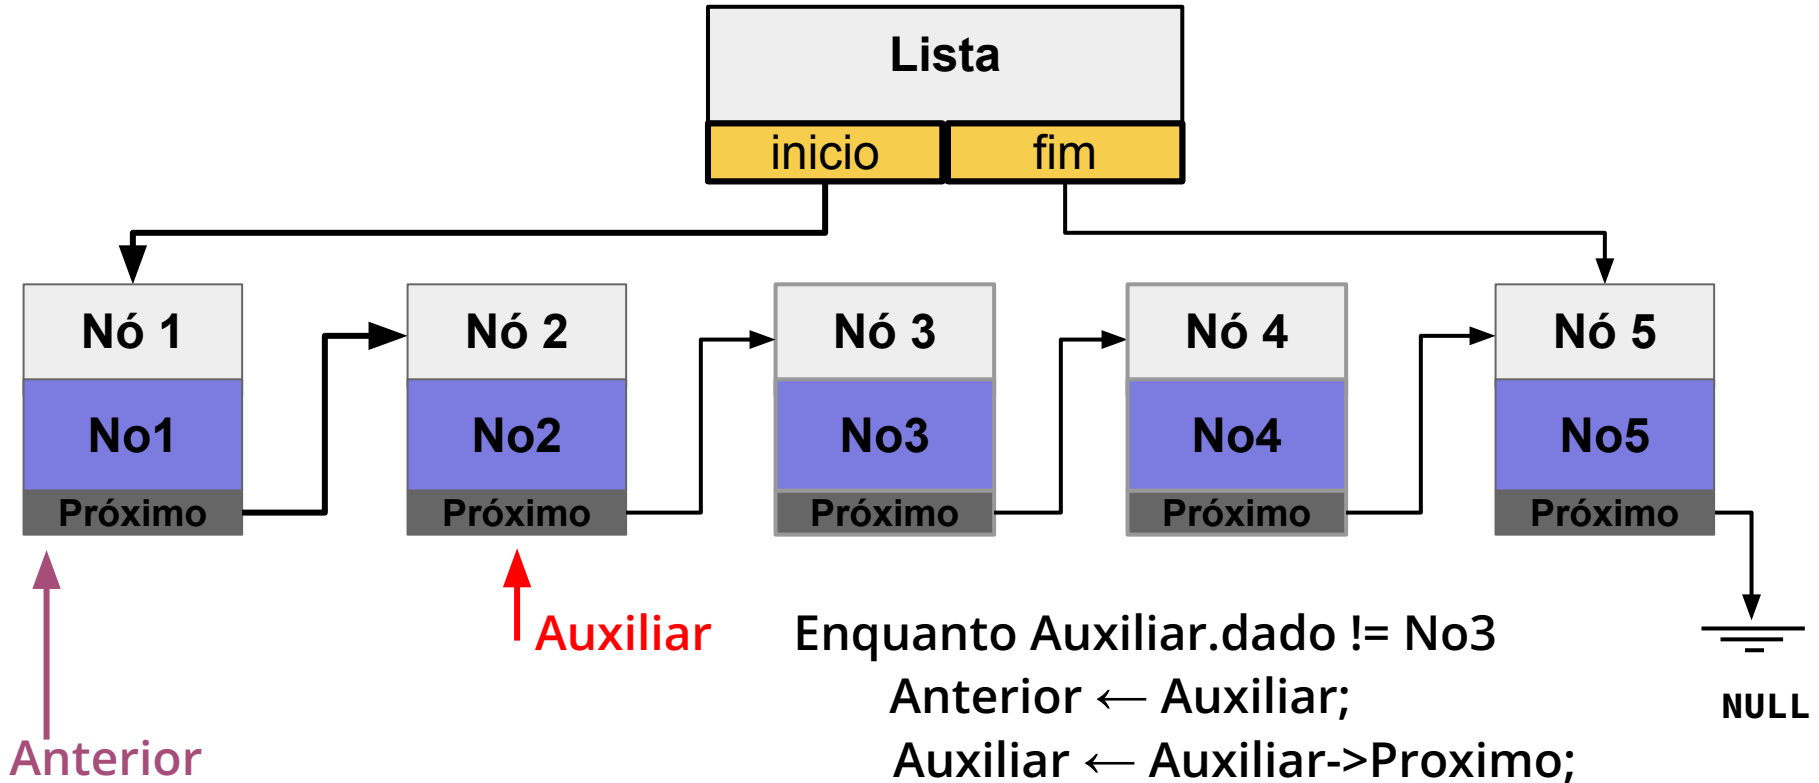 Lista
inicio fim
Nó 1 Nó 2 Nó 3 Nó 4 Nó 5
No1 No2 No3 No4 No5
Próximo Próximo Próximo Próximo Próximo
Auxiliar Enquanto Auxiliar.dado != No3
Anterior ← Auxiliar;
NULL
Anterior Auxiliar ← Auxiliar->Proximo;